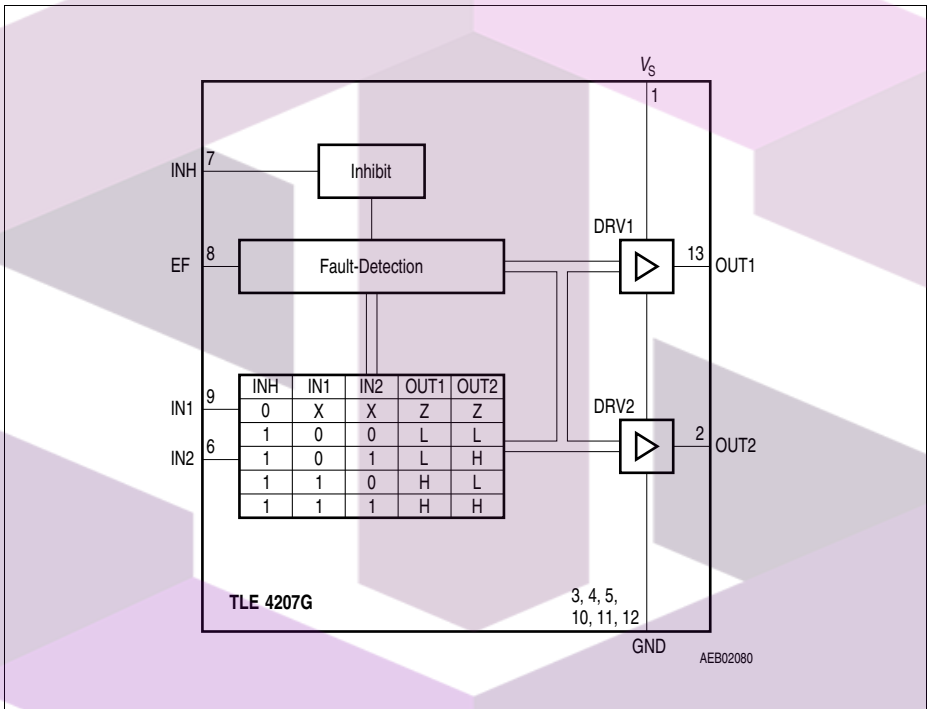 VS
1
7
INH
Inhibit
DRV1
8
EF
Fault-Detection
13
OUT1
INH IN1 IN2 OUT1 OUT2
0 X X Z Z
1 0 0 L L
1 0 1 L H
1 1 0 H L
1 1 1 H H
9
IN1
6
IN2
DRV2
2
OUT2
TLE 4207G
3, 4, 5,
10, 11, 12
GND
AEB02080